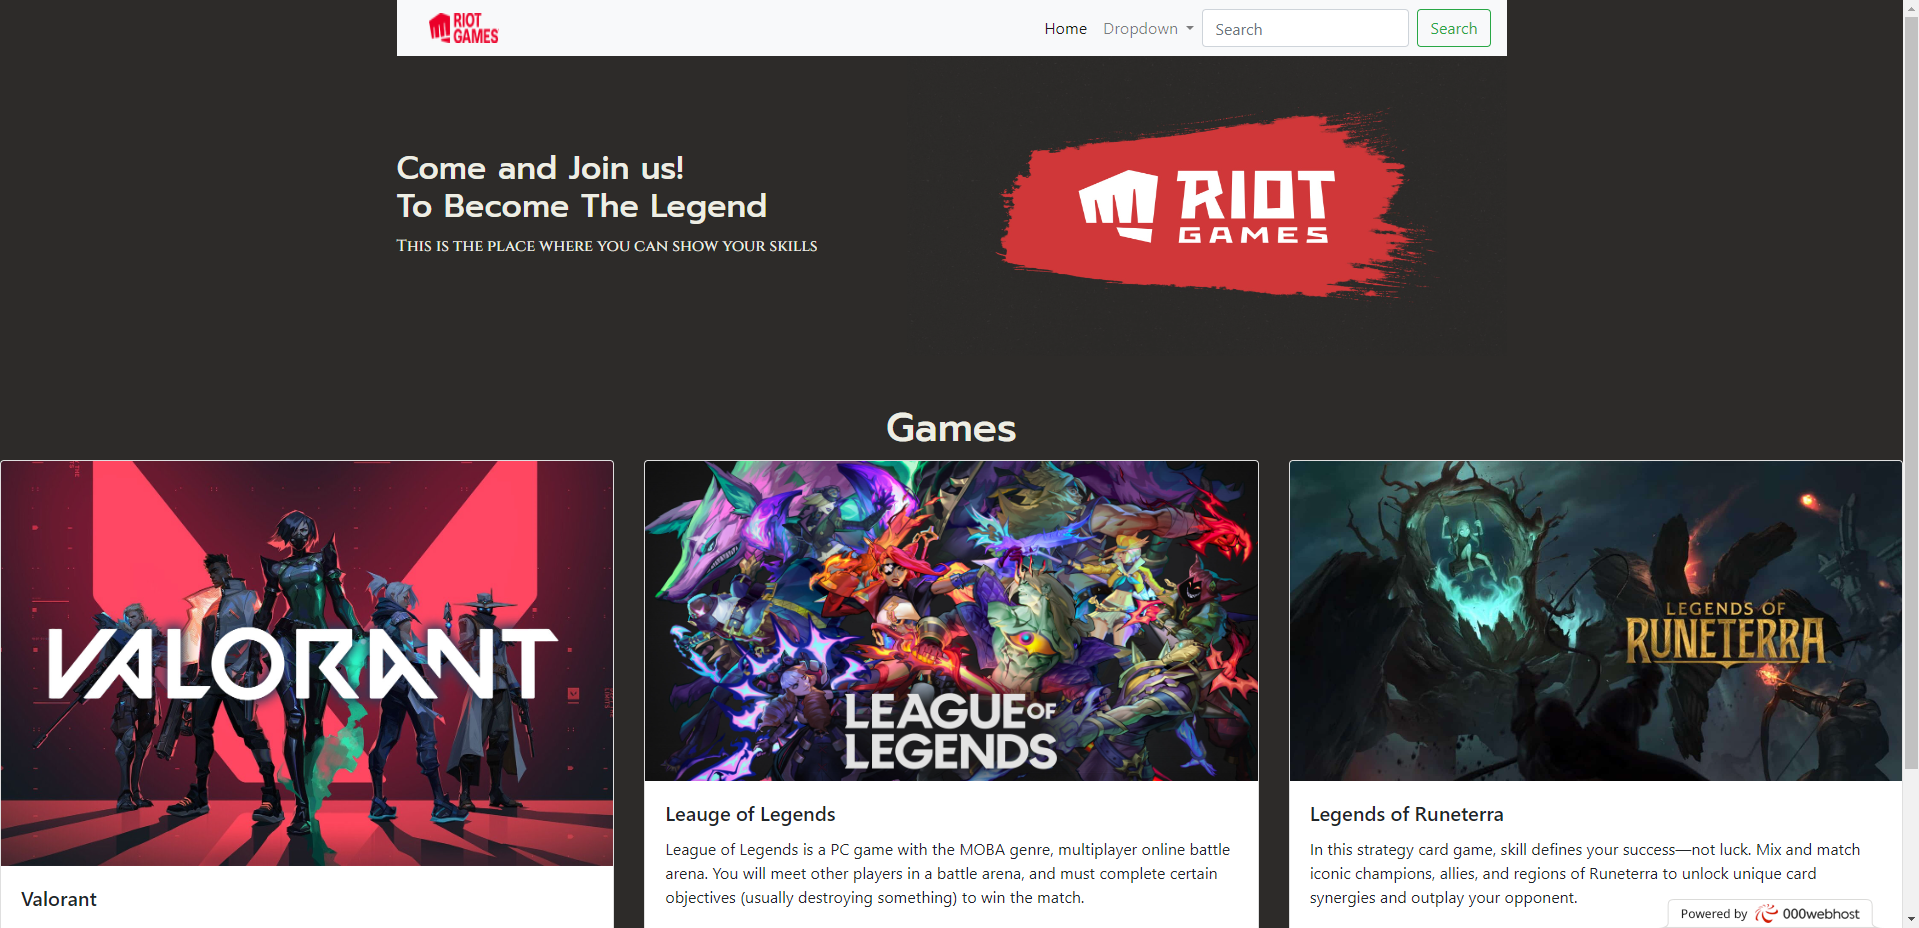 RIOT
GAMES
Home
Dropdown
Search
Search
Come and Join us!
To Become The Legend
This is the place where you can show your skills
RIOT
GAMES
Games
VALORANT
LEAGUE OF
LEGENDS
LEGENDS OF
RUNETERRA
Valorant
Leauge of Legends
League of Legends is a PC game with the MOBA genre, multiplayer online battle
arena. You will meet other players in a battle arena, and must complete certain
objectives (usually destroying something) to win the match.
Legends of Runeterra
In this strategy card game, skill defines your success—not luck. Mix and match
iconic champions, allies, and regions of Runeterra to unlock unique card
synergies and outplay your opponent.
Powered by 000webhost